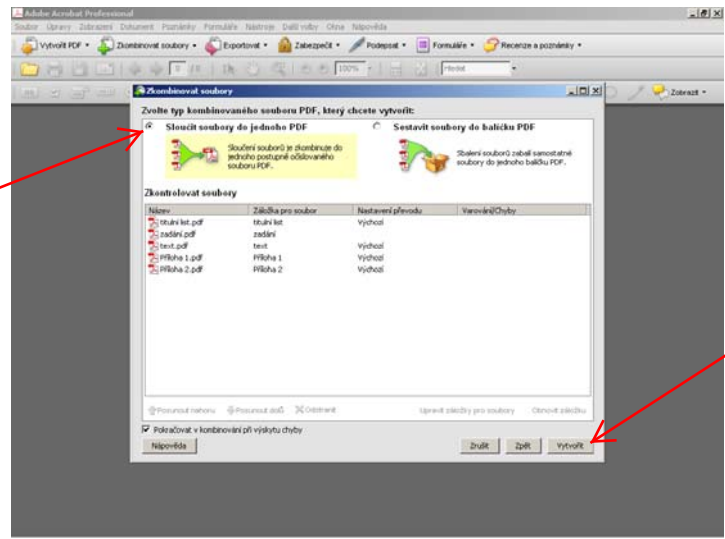 Adobe Acrobat Professional
Soubor Úpravy Zobrazení Dokument Poznámky Formuláře Nástroje Další volby Okna Nápověda
Vytvořit PDF Zkombinovat soubory Exportovat Zabezpečit Podepsat Formuláře Recenze a poznámky
100% Hledat
Zkombinovat soubory
Zobrazit
Zvolte typ kombinovaného souboru PDF, který chcete vytvořit:
Sloučit soubory do jednoho PDF
Sestavit soubory do balíčku PDF
Sloučení souborů je zkombinuje do
jednoho postupně očíslovaného
souboru PDF.
Sbalení souborů zabalí samostatné
soubory do jednoho balíčku PDF.
Zkontrolovat soubory
Název Záložka pro soubor Nastavení převodu Varování/Chyby
titulní list.pdf titulní list Výchozí
zadání.pdf zadání
text.pdf text Výchozí
Příloha 1.pdf Příloha 1 Výchozí
Příloha 2.pdf Příloha 2 Výchozí
Posunout nahoru Posunout dolů Odstranit Upravit záložky pro soubory Obnovit záložku
Pokračovat v kombinování při výskytu chyby
Nápověda Zrušit Zpět Vytvořit